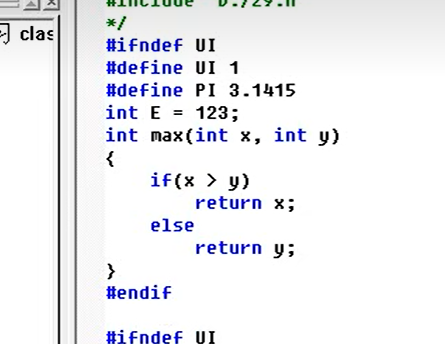 #include "D:/29.h"
*/
clas
#ifndef UI
#define UI 1
#define PI 3.1415
int E = 123;
int max(int x, int y)
{
if(x > y)
return x;
else
return y;
}
#endif
#ifndef UI